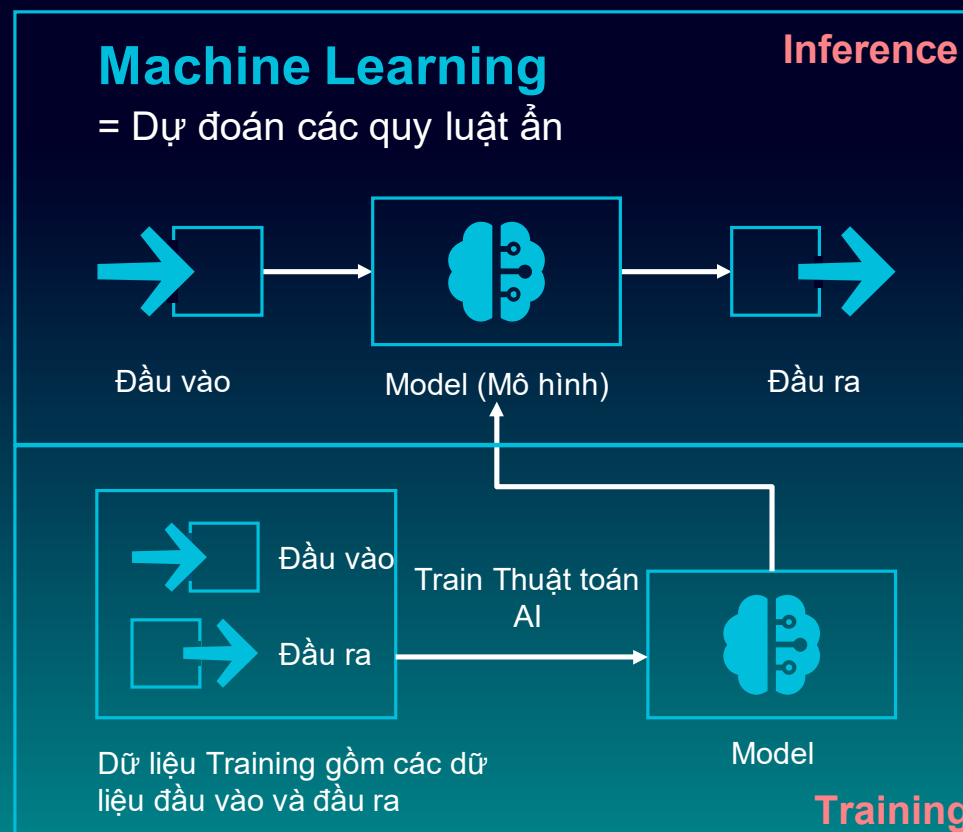 Machine Learning
Inference
= Dự đoán các quy luật ẩn
Đầu vào
Model (Mô hình)
Đầu ra
Đầu vào
Đầu ra
Train Thuật toán
AI
Model
Dữ liệu Training gồm các dữ
liệu đầu vào và đầu ra
Training